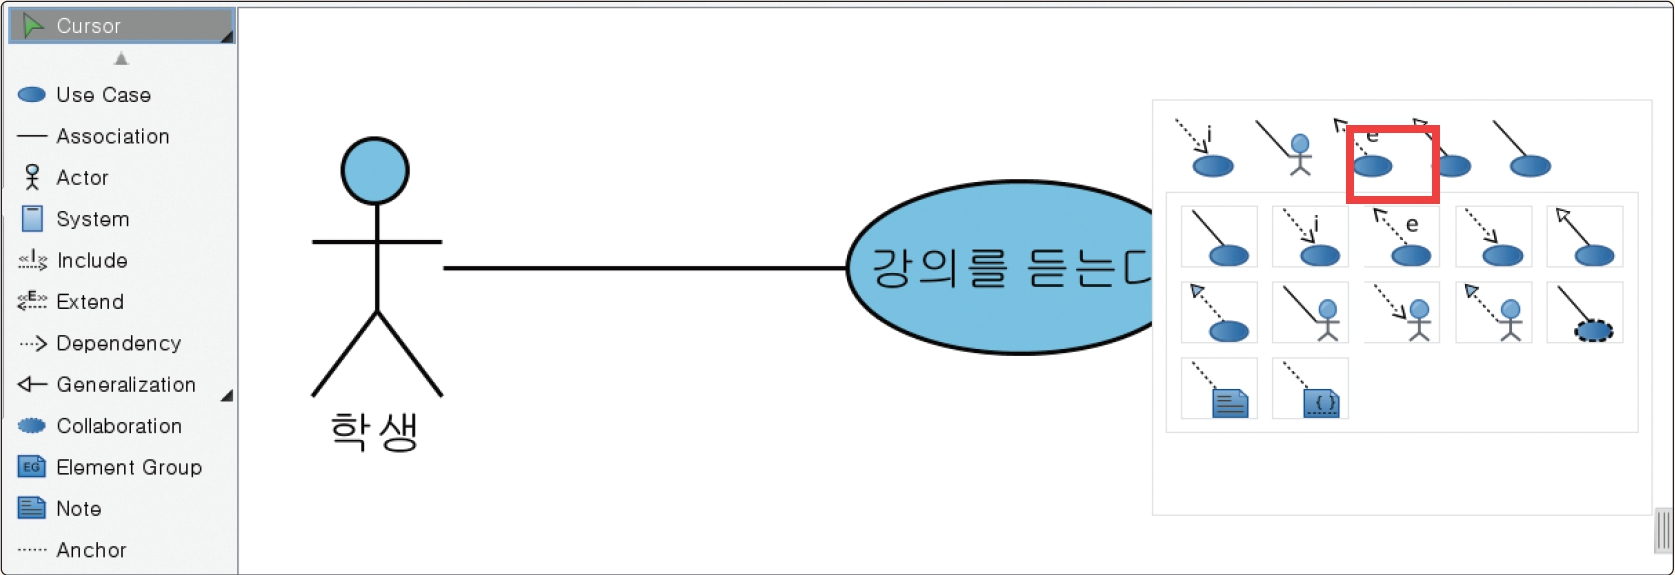 Cursor
Use Case
Association
Actor
System
«I» Include
«E» Extend
Dependency
Generalization
Collaboration
EG Element Group
Note
Anchor
학생
강의를 듣는
i
e
i
e
{ }